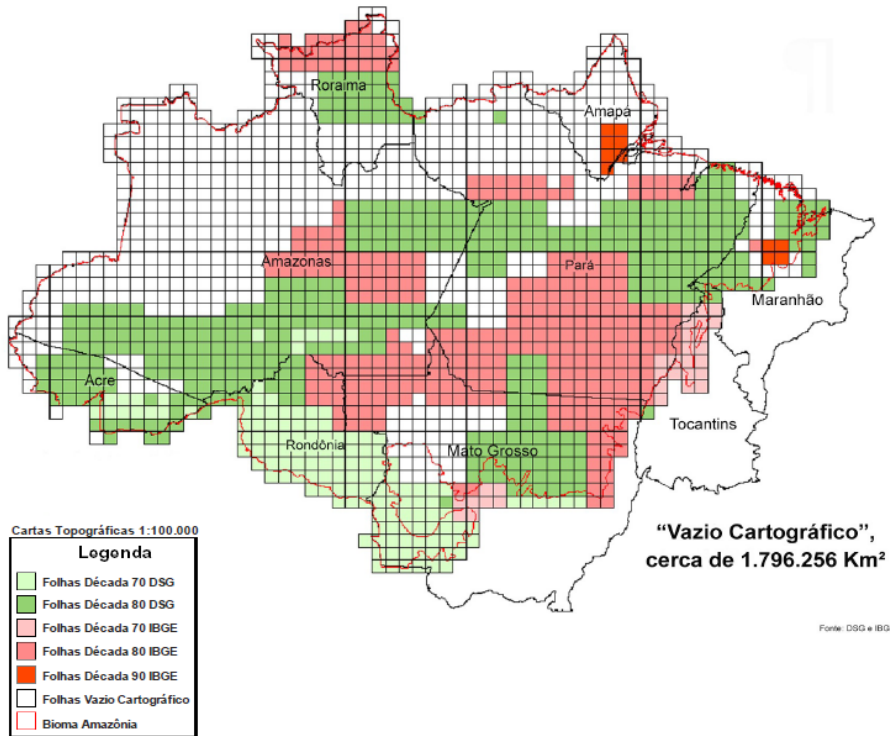 Roraima
Amapá
Amazonas
Pará
Maranhão
Acre
Tocantins
Rondônia
Mato Grosso
“Vazio Cartográfico”,
cerca de 1.796.256 Km²
Cartas Topográficas 1:100.000
Legenda
Folhas Década 70 DSG
Folhas Década 80 DSG
Folhas Década 70 IBGE
Folhas Década 80 IBGE
Folhas Década 90 IBGE
Folhas Vazio Cartográfico
Bioma Amazônia
Fonte: DSG e IBG